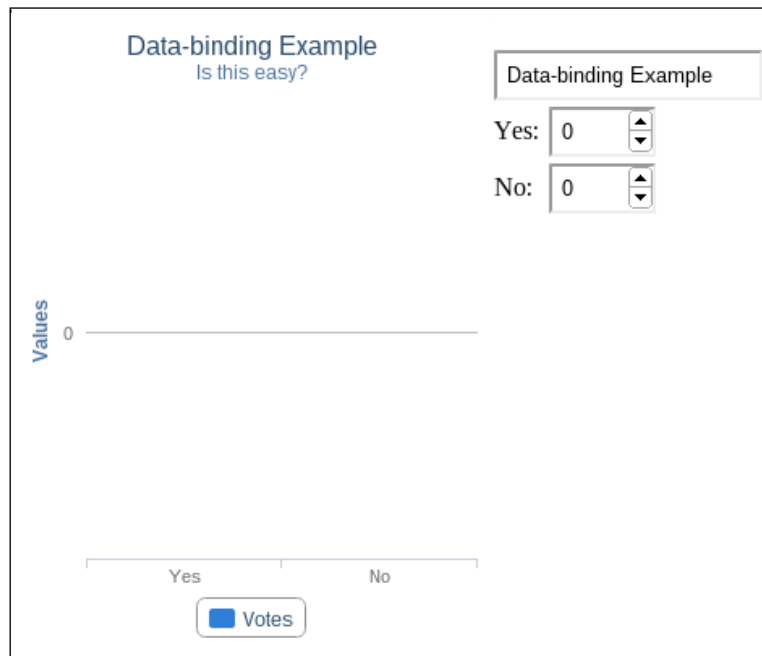 Data-binding Example
Is this easy?
Values
0
Yes
No
Votes
Data-binding Example
Yes: 0
No: 0